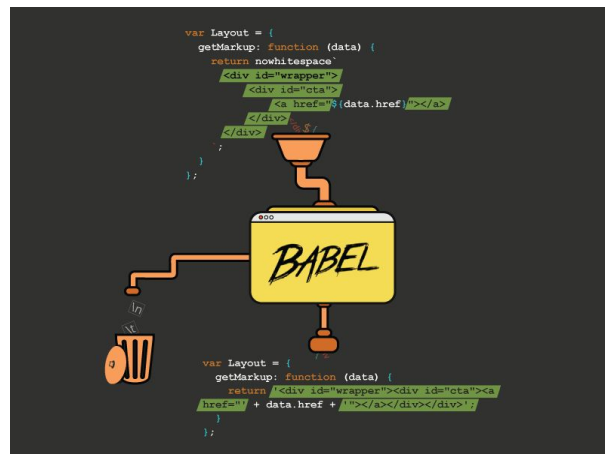 var Layout = {
getMarkup: function (data) {
return nowhitespace`
<div id="wrapper">
<div id="cta">
<a href="${data.href}"></a>
</div>
</div>
`;
}
};
BABEL
\n
\t
var Layout = {
getMarkup: function (data) {
return '<div id="wrapper"><div id="cta"><a
href="' + data.href + '"></a></div></div>';
}
};